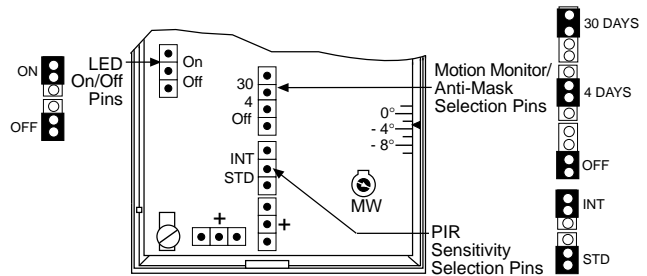 ON
OFF
LED
On/Off
Pins
On
Off
30
4
Off
INT
STD
+
+
0°
- 4°
- 8°
MW
Motion Monitor/
Anti-Mask
Selection Pins
PIR
Sensitivity
Selection Pins
30 DAYS
4 DAYS
OFF
INT
STD